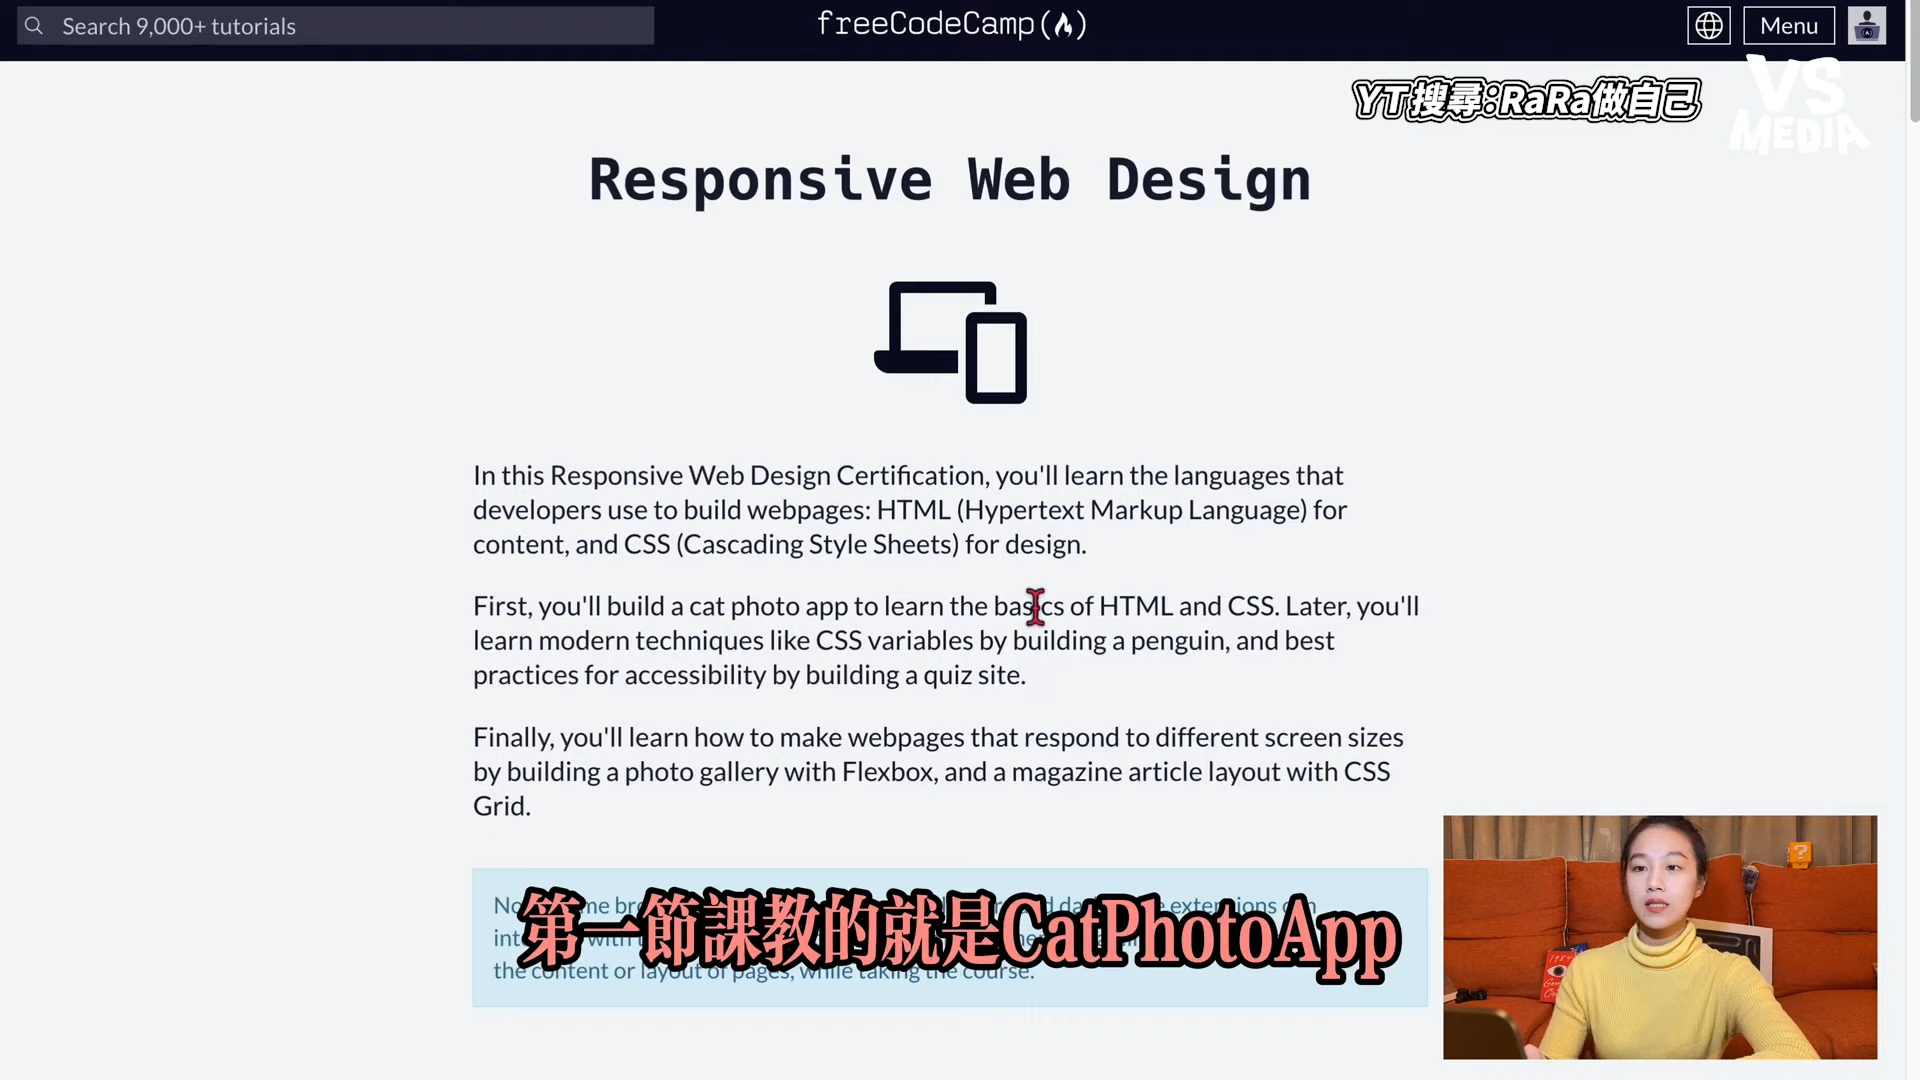 Search 9,000+ tutorials
freeCodeCamp
Menu
YT搜尋:RaRa做自己
VS
MEDIA
Responsive Web Design
In this Responsive Web Design Certification, you'll learn the languages that
developers use to build webpages: HTML (Hypertext Markup Language) for
content, and CSS (Cascading Style Sheets) for design.
First, you'll build a cat photo app to learn the basics of HTML and CSS. Later, you'll
learn modern techniques like CSS variables by building a penguin, and best
practices for accessibility by building a quiz site.
Finally, you'll learn how to make webpages that respond to different screen sizes
by building a photo gallery with Flexbox, and a magazine article layout with CSS
Grid.
第一節課教的就是CatPhotoApp
the content or layout of pages, while taking the course.
1984